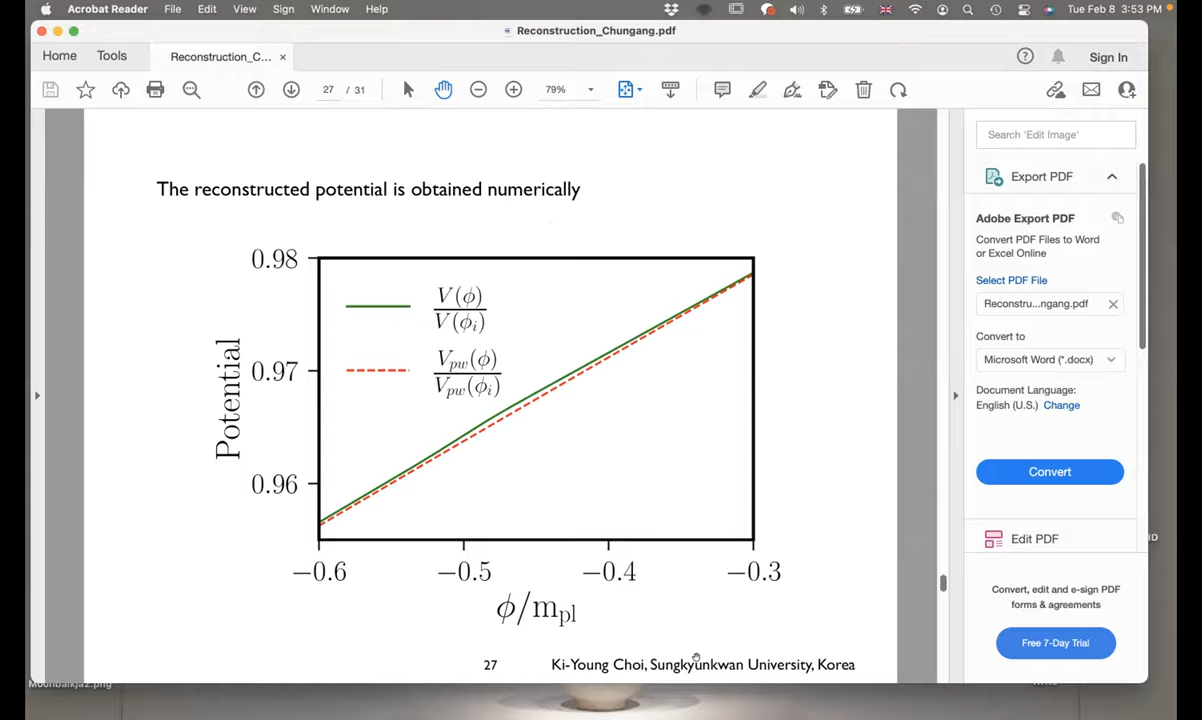 Acrobat Reader File Edit View Sign Window Help Tue Feb 8 3:53 PM
Reconstruction_Chungang.pdf
Home Tools Reconstruction_C... × Sign In
27 / 31 79%
The reconstructed potential is obtained numerically
0.98
0.97
0.96
Potential
V(ϕ)
V(ϕᵢ)
V_pw(ϕ)
V_pw(ϕᵢ)
−0.6 −0.5 −0.4 −0.3
ϕ/m_pl
27 Ki-Young Choi, Sungkyunkwan University, Korea
Search 'Edit Image'
Export PDF
Adobe Export PDF
Convert PDF Files to Word
or Excel Online
Select PDF File
Reconstru...ngang.pdf
Convert to
Microsoft Word (*.docx)
Document Language:
English (U.S.) Change
Convert
Edit PDF
Convert, edit and e-sign PDF
forms & agreements
Free 7-Day Trial